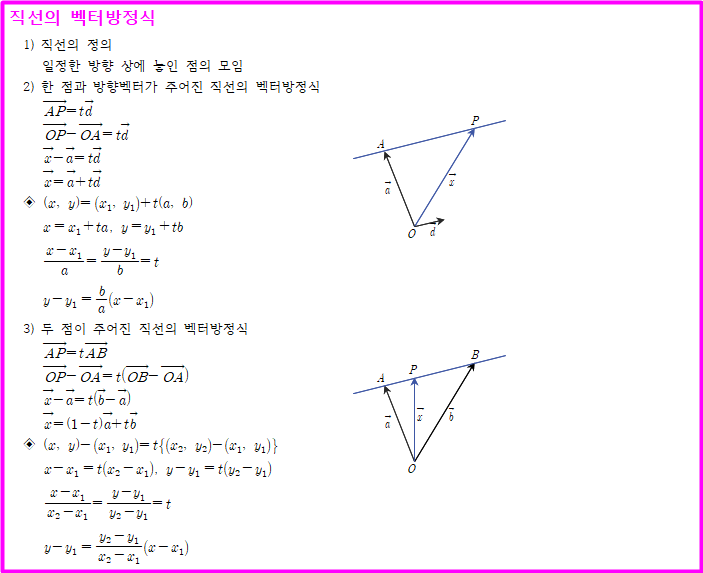 직선의 벡터방정식
1) 직선의 정의
일정한 방향 상에 놓인 점의 모임
2) 한 점과 방향벡터가 주어진 직선의 벡터방정식
$\overrightarrow{AP}=t\vec{d}$
$\overrightarrow{OP}-\overrightarrow{OA}=t\vec{d}$
$\vec{x}-\vec{a}=t\vec{d}$
$\vec{x}=\vec{a}+t\vec{d}$
◈ $(x,\ y)=(x_1,\ y_1)+t(a,\ b)$
$x=x_1+ta,\ y=y_1+tb$
$\frac{x-x_1}{a}=\frac{y-y_1}{b}=t$
$y-y_1=\frac{b}{a}(x-x_1)$
A
P
$\vec{a}$
$\vec{x}$
O
$\vec{d}$
3) 두 점이 주어진 직선의 벡터방정식
$\overrightarrow{AP}=t\overrightarrow{AB}$
$\overrightarrow{OP}-\overrightarrow{OA}=t(\overrightarrow{OB}-\overrightarrow{OA})$
$\vec{x}-\vec{a}=t(\vec{b}-\vec{a})$
$\vec{x}=(1-t)\vec{a}+t\vec{b}$
◈ $(x,\ y)-(x_1,\ y_1)=t\{(x_2,\ y_2)-(x_1,\ y_1)\}$
$x-x_1=t(x_2-x_1),\ y-y_1=t(y_2-y_1)$
$\frac{x-x_1}{x_2-x_1}=\frac{y-y_1}{y_2-y_1}=t$
$y-y_1=\frac{y_2-y_1}{x_2-x_1}(x-x_1)$
A
P
B
$\vec{a}$
$\vec{x}$
$\vec{b}$
O